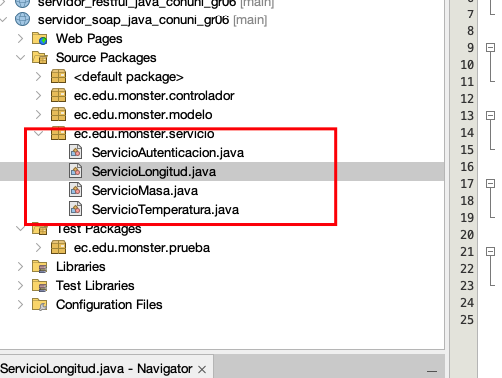 servidor_restful_java_conuni_gr06 [main]
servidor_soap_java_conuni_gr06 [main]
Web Pages
Source Packages
<default package>
ec.edu.monster.controlador
ec.edu.monster.modelo
ec.edu.monster.servicio
ServicioAutenticacion.java
ServicioLongitud.java
ServicioMasa.java
ServicioTemperatura.java
Test Packages
ec.edu.monster.prueba
Libraries
Test Libraries
Configuration Files
ServicioLongitud.java - Navigator ×
7
8
9
10
11
12
13
14
15
16
17
18
19
20
21
22
23
24
25